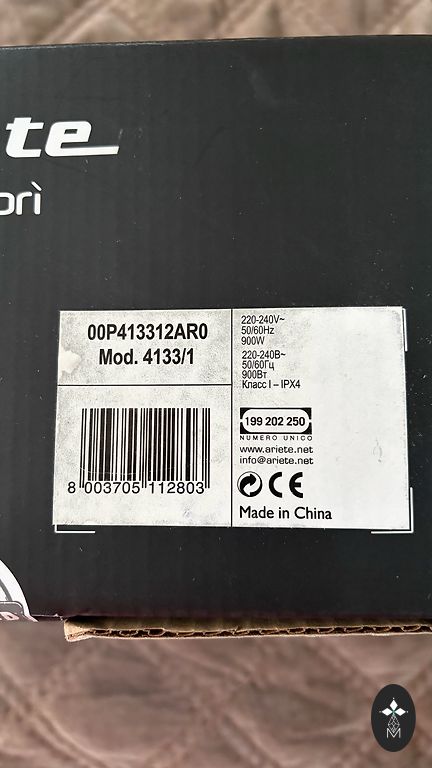 te
orì
00P413312AR0
Mod. 4133/1
8 003705 112803
220-240V~
50/60Hz
900W
220-240В~
50/60Гц
900Вт
Класс I – IPX4
199 202 250
NUMERO UNICO
www.ariete.net
info@ariete.net
CE
Made in China
M